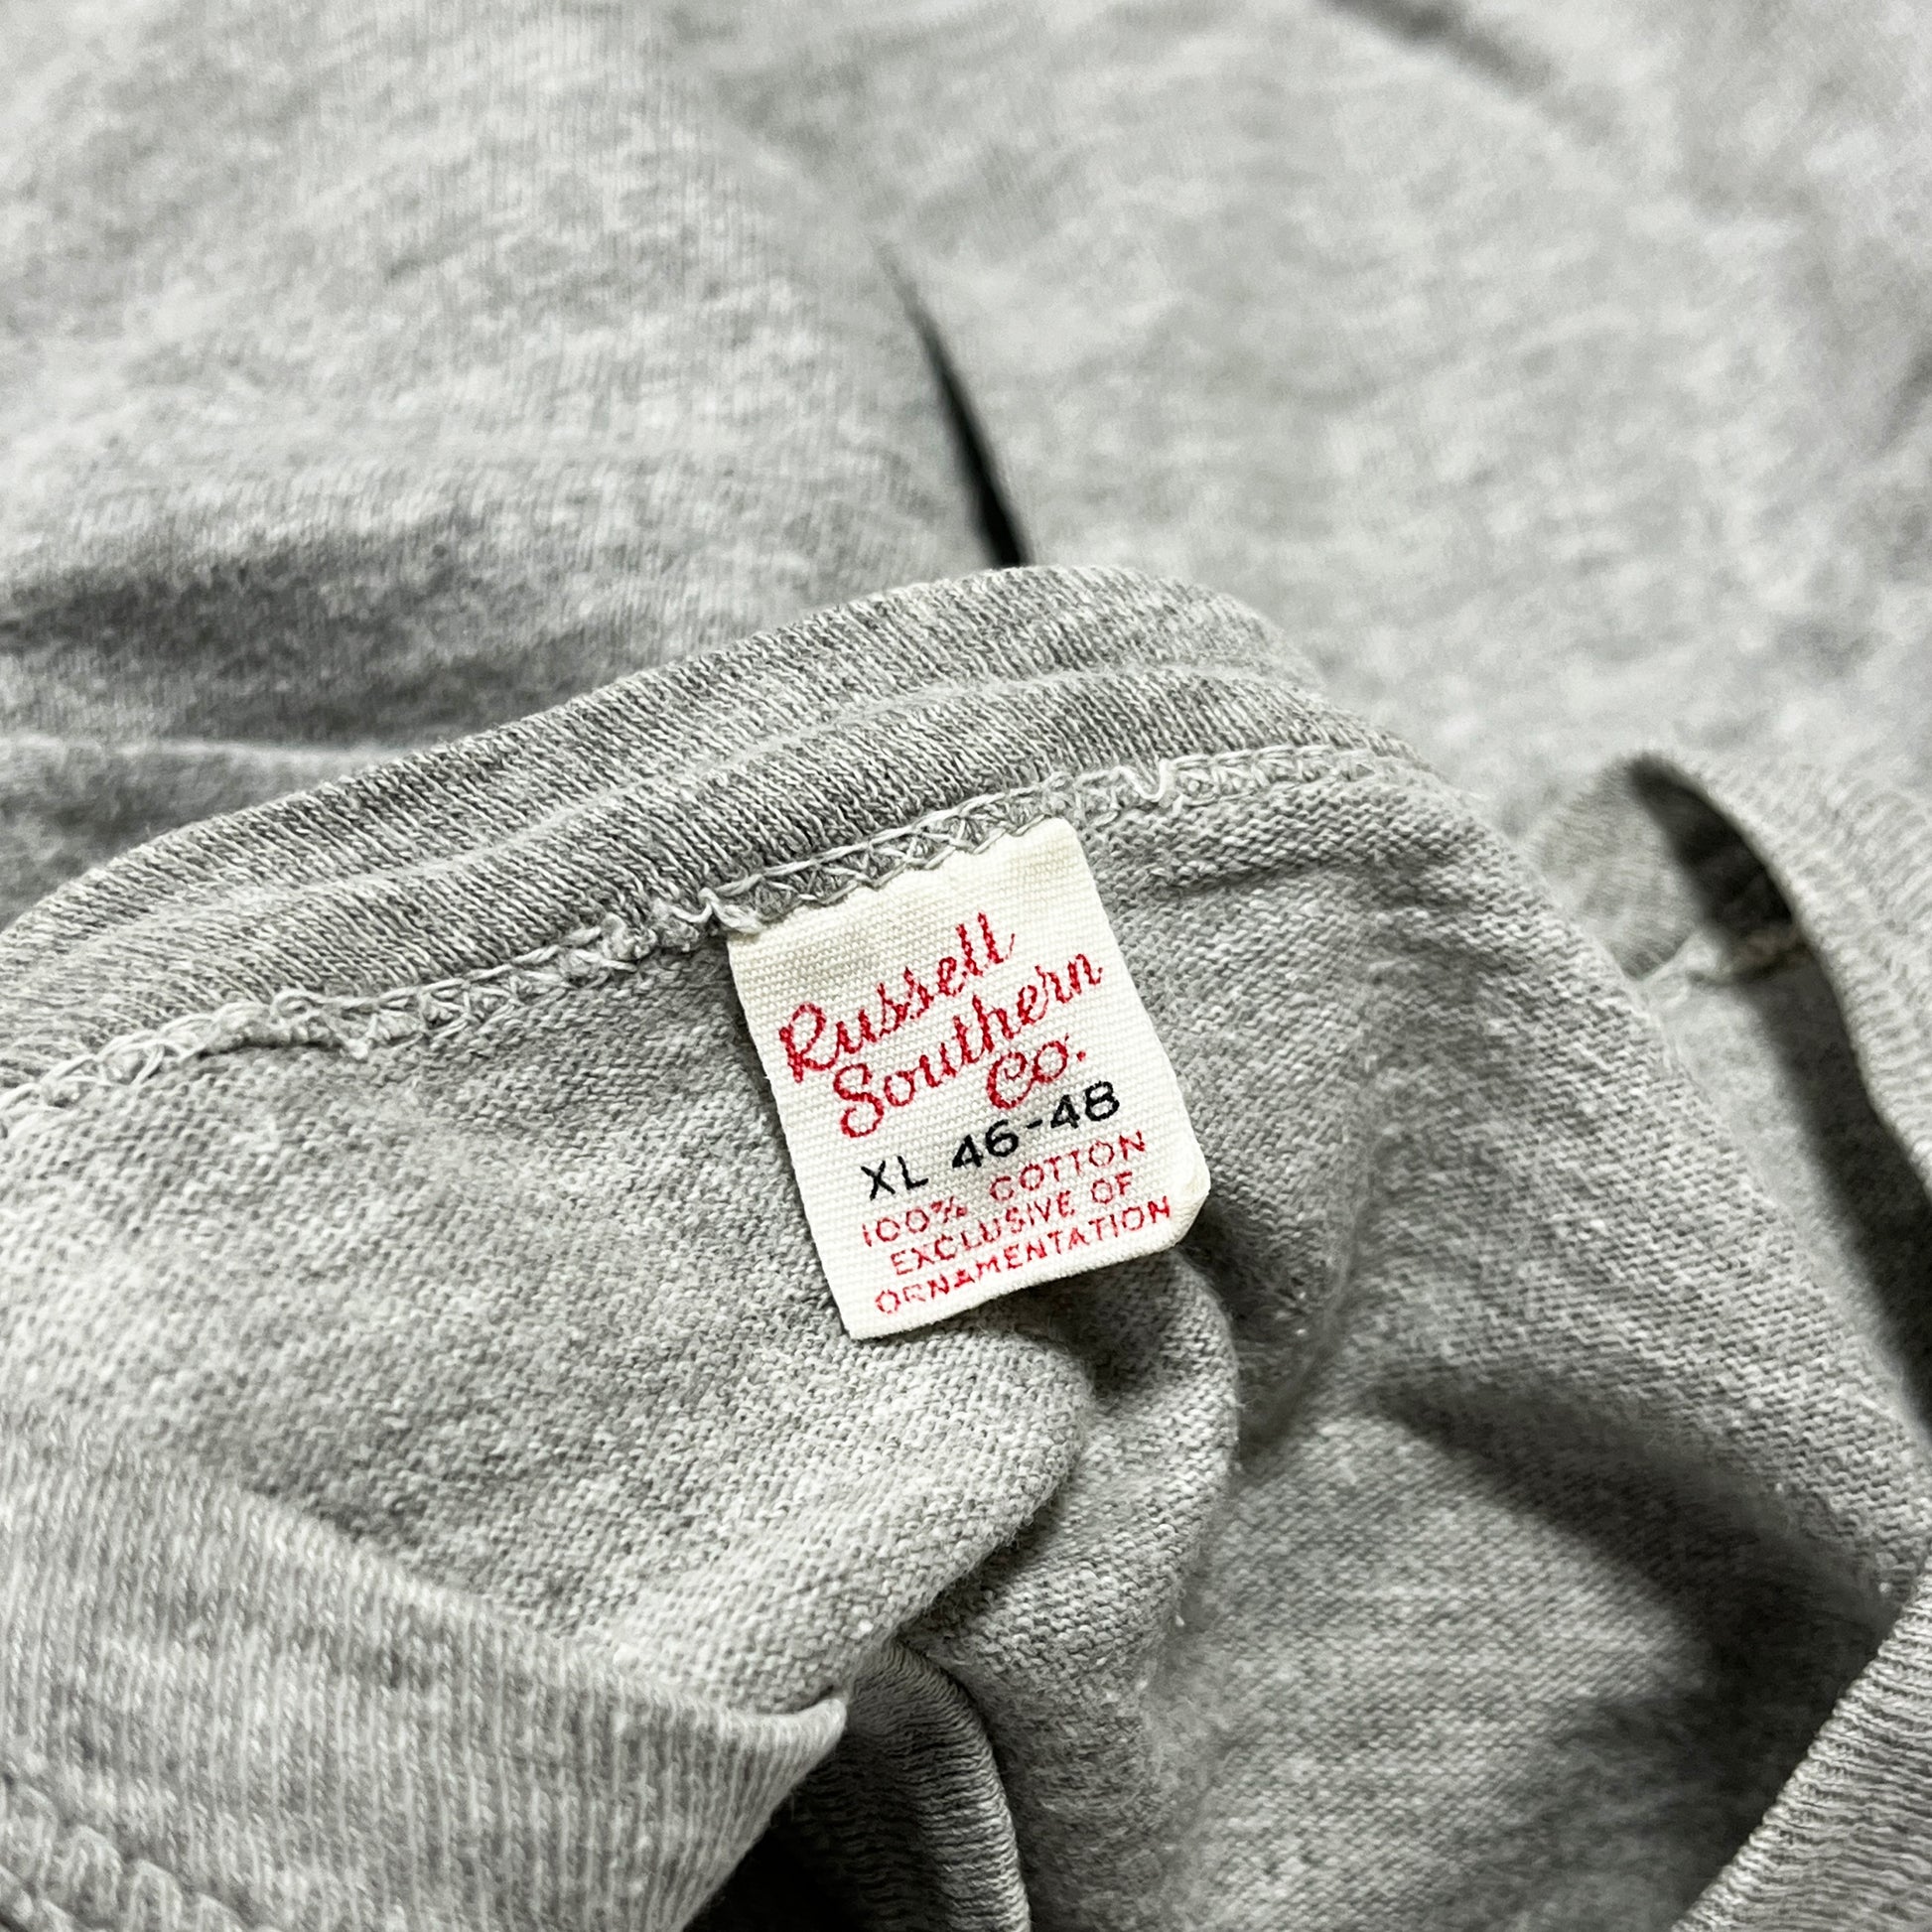 Russell
Southern
Co.
XL 46-48
100% COTTON
EXCLUSIVE OF
ORNAMENTATION